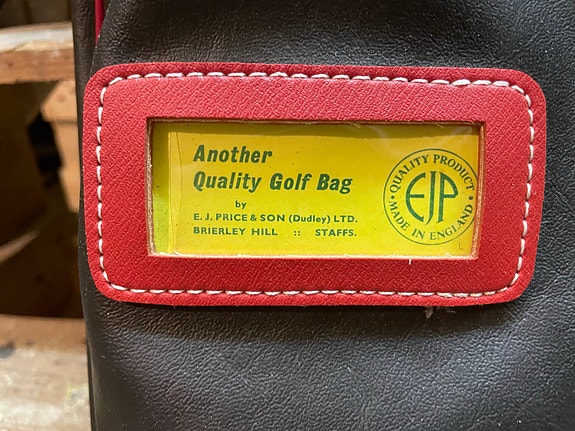 Another
Quality Golf Bag
by
E. J. PRICE & SON (Dudley) LTD.
BRIERLEY HILL :: STAFFS.
• QUALITY PRODUCT •
EJP
MADE IN ENGLAND
L